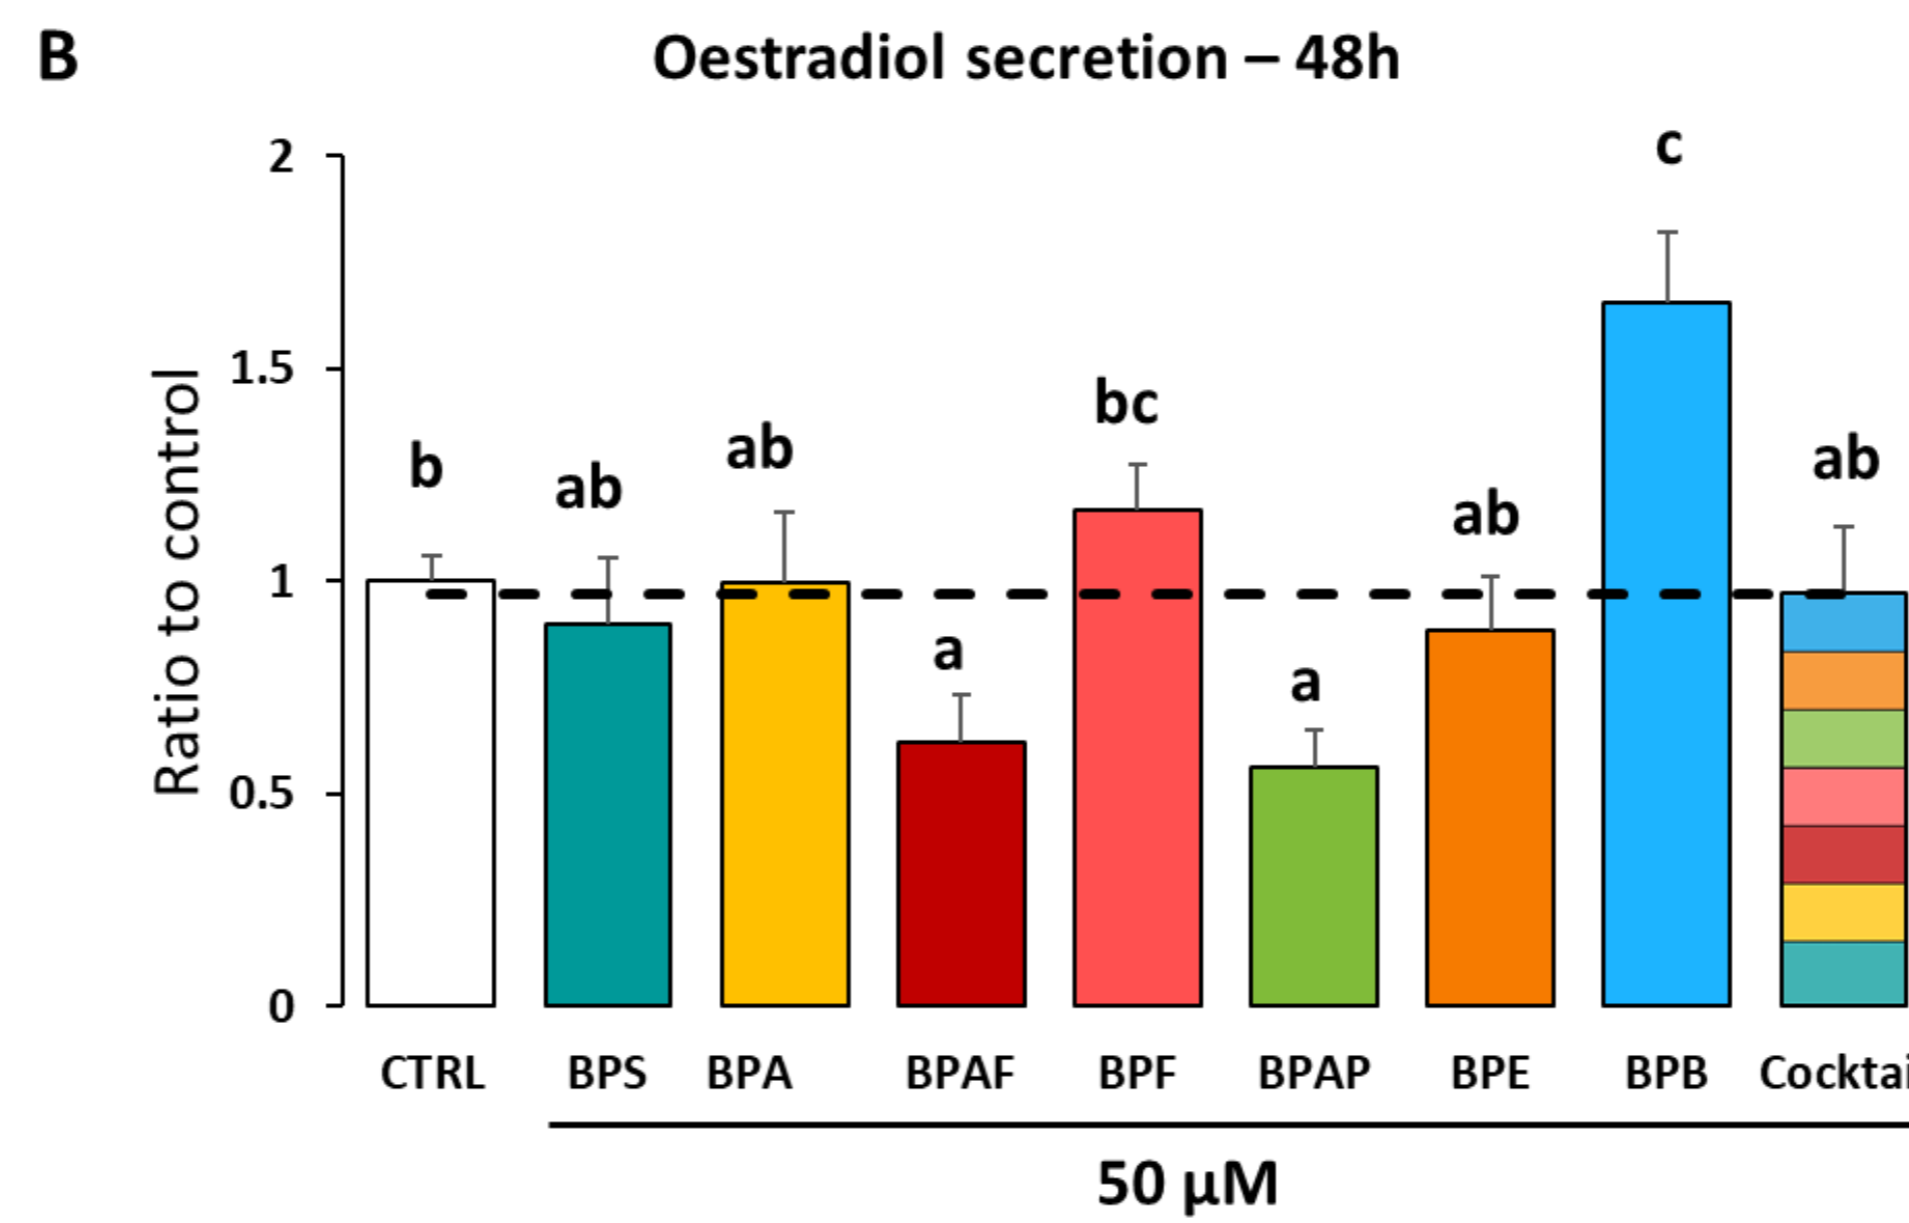 B
Oestradiol secretion – 48h
Ratio to control
2
1.5
1
0.5
0
b
ab
ab
a
bc
a
ab
c
ab
CTRL BPS BPA BPAF BPF BPAP BPE BPB Cocktai
50 µM